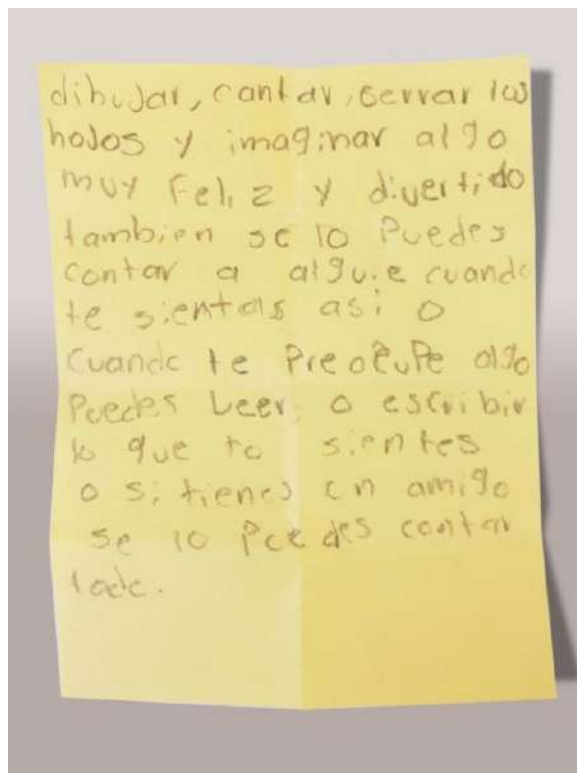 dibujar, cantar, serrar los
hojos y imaginar algo
muy Feliz y divertido
tambien se lo Puedes
contar a alguie cuando
te sientas asi o
cuando te Preocupe algo
Puedes Leer, o escribir
lo que tu sientes
o si tienes un amigo
se lo Puedes contar
todo.